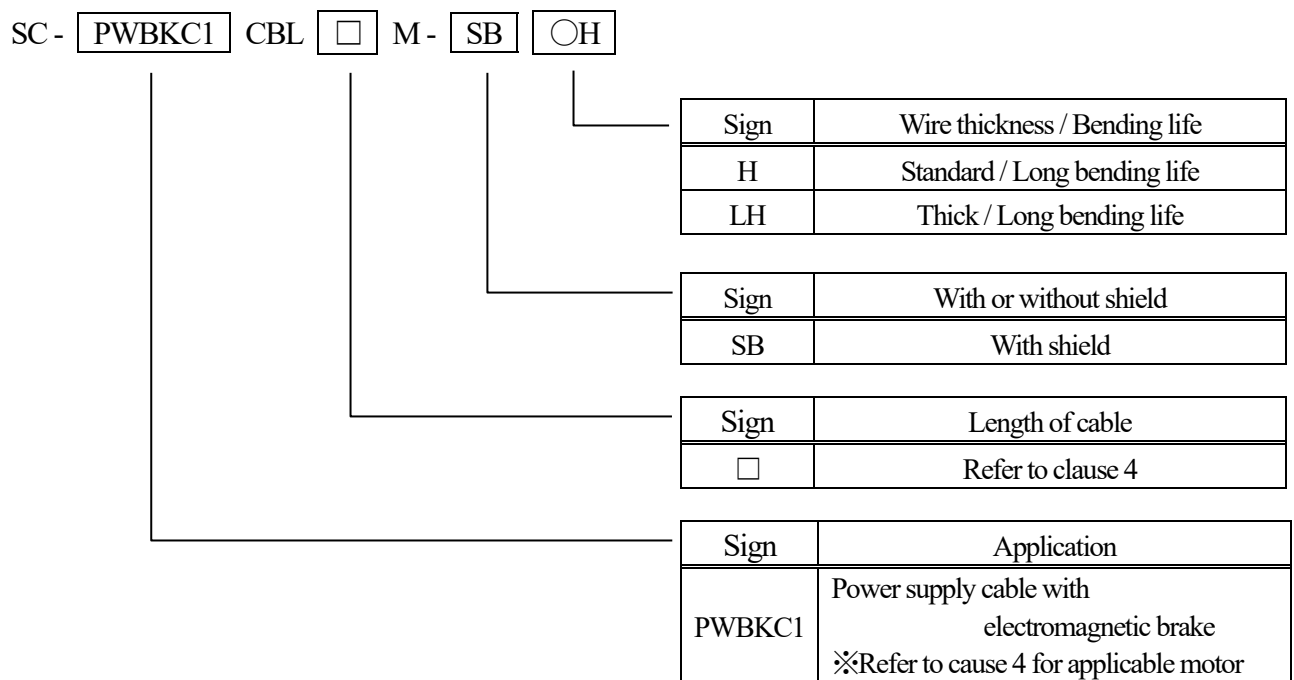 SC - PWBKC1 CBL □ M - SB ○H
Sign Wire thickness / Bending life
H Standard / Long bending life
LH Thick / Long bending life
Sign With or without shield
SB With shield
Sign Length of cable
□ Refer to clause 4
Sign Application
PWBKC1 Power supply cable with
electromagnetic brake
※Refer to cause 4 for applicable motor